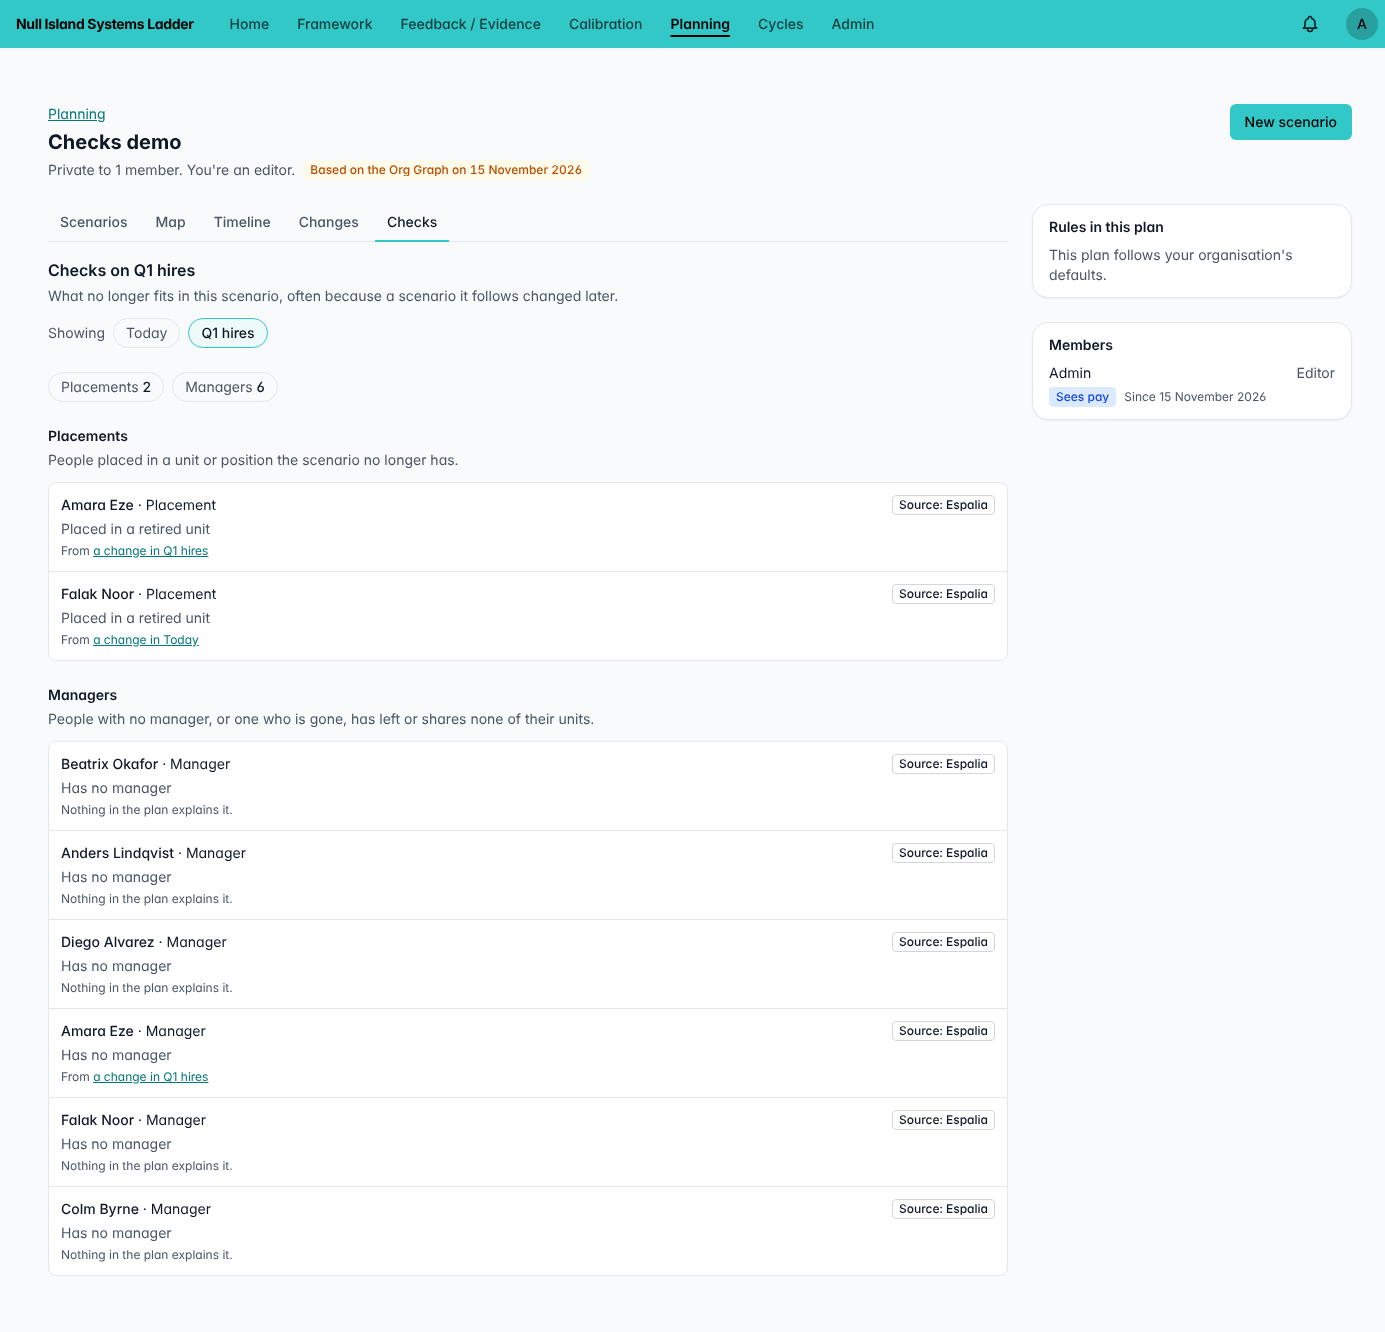 Null Island Systems Ladder
Home
Framework
Feedback / Evidence
Calibration
Planning
Cycles
Admin
A
Planning
Checks demo
Private to 1 member. You're an editor.
Based on the Org Graph on 15 November 2026
New scenario
Scenarios
Map
Timeline
Changes
Checks
Checks on Q1 hires
What no longer fits in this scenario, often because a scenario it follows changed later.
Showing
Today
Q1 hires
Placements 2
Managers 6
Placements
People placed in a unit or position the scenario no longer has.
Amara Eze · Placement
Source: Espalia
Placed in a retired unit
From a change in Q1 hires
Falak Noor · Placement
Source: Espalia
Placed in a retired unit
From a change in Today
Managers
People with no manager, or one who is gone, has left or shares none of their units.
Beatrix Okafor · Manager
Source: Espalia
Has no manager
Nothing in the plan explains it.
Anders Lindqvist · Manager
Source: Espalia
Has no manager
Nothing in the plan explains it.
Diego Alvarez · Manager
Source: Espalia
Has no manager
Nothing in the plan explains it.
Amara Eze · Manager
Source: Espalia
Has no manager
From a change in Q1 hires
Falak Noor · Manager
Source: Espalia
Has no manager
Nothing in the plan explains it.
Colm Byrne · Manager
Source: Espalia
Has no manager
Nothing in the plan explains it.
Rules in this plan
This plan follows your organisation's
defaults.
Members
Admin
Editor
Sees pay
Since 15 November 2026